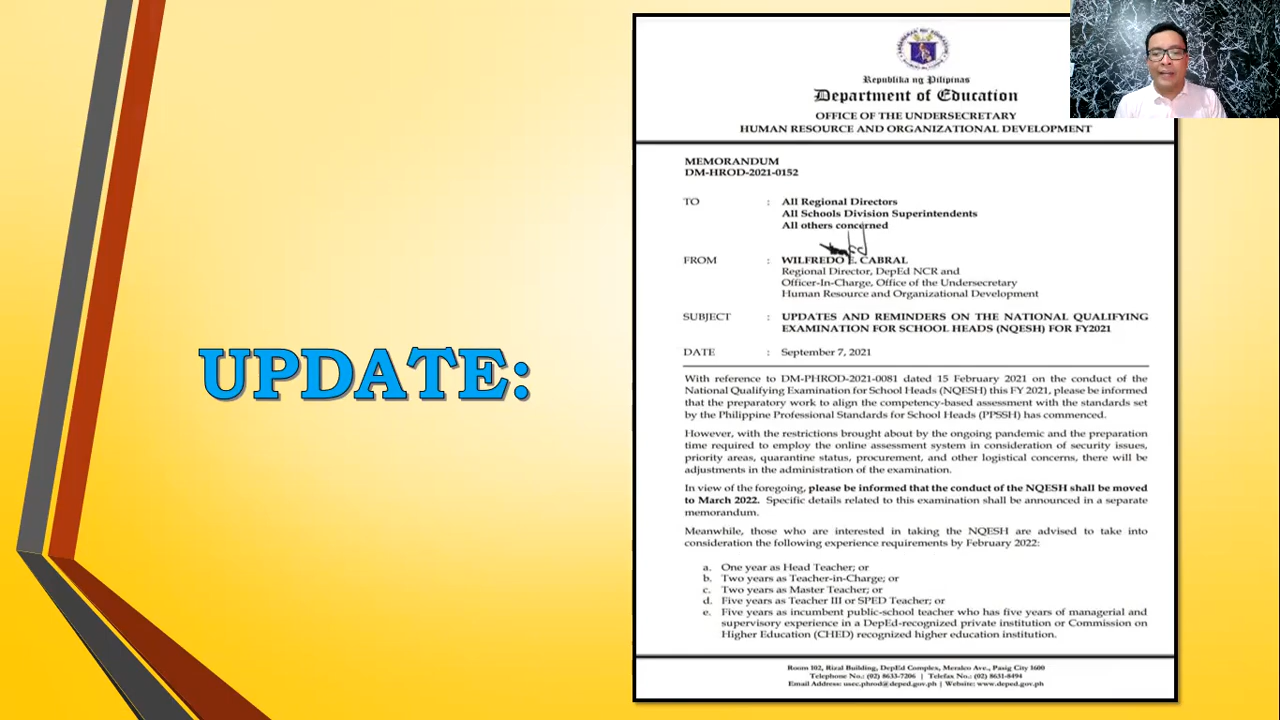 UPDATE:
Republika ng Pilipinas
Department of Education
OFFICE OF THE UNDERSECRETARY
HUMAN RESOURCE AND ORGANIZATIONAL DEVELOPMENT
MEMORANDUM
DM-HROD-2021-0152
TO : All Regional Directors
All Schools Division Superintendents
All others concerned
FROM : WILFREDO E. CABRAL
Regional Director, DepEd NCR and
Officer-In-Charge, Office of the Undersecretary
Human Resource and Organizational Development
SUBJECT : UPDATES AND REMINDERS ON THE NATIONAL QUALIFYING
EXAMINATION FOR SCHOOL HEADS (NQESH) FOR FY2021
DATE : September 7, 2021
With reference to DM-PHROD-2021-0081 dated 15 February 2021 on the conduct of the
National Qualifying Examination for School Heads (NQESH) this FY 2021, please be informed
that the preparatory work to align the competency-based assessment with the standards set
by the Philippine Professional Standards for School Heads (PPSSH) has commenced.
However, with the restrictions brought about by the ongoing pandemic and the preparation
time required to employ the online assessment system in consideration of security issues,
priority areas, quarantine status, procurement, and other logistical concerns, there will be
adjustments in the administration of the examination.
In view of the foregoing, please be informed that the conduct of the NQESH shall be moved
to March 2022. Specific details related to this examination shall be announced in a separate
memorandum.
Meanwhile, those who are interested in taking the NQESH are advised to take into
consideration the following experience requirements by February 2022:
a. One year as Head Teacher; or
b. Two years as Teacher-in-Charge; or
c. Two years as Master Teacher; or
d. Five years as Teacher III or SPED Teacher; or
e. Five years as incumbent public-school teacher who has five years of managerial and
supervisory experience in a DepEd-recognized private institution or Commission on
Higher Education (CHED) recognized higher education institution.
Room 102, Rizal Building, DepEd Complex, Meralco Ave., Pasig City 1600
Telephone No.: (02) 8633-7206 | Telefax No.: (02) 8631-8494
Email Address: usec.phrod@deped.gov.ph | Website: www.deped.gov.ph